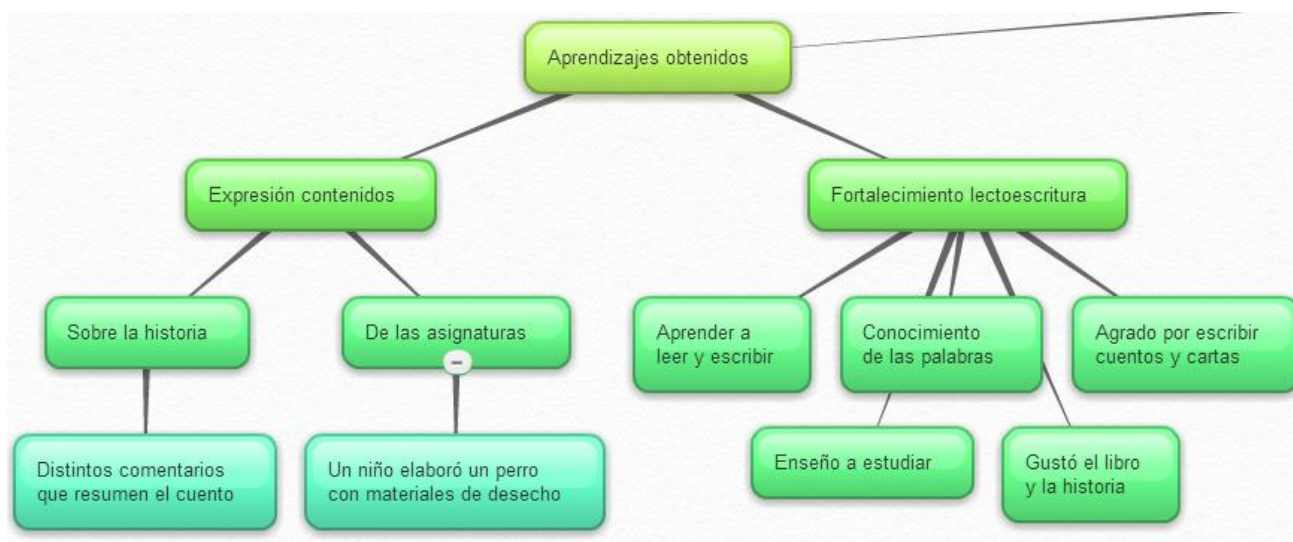 Aprendizajes obtenidos
Expresión contenidos
Fortalecimiento lectoescritura
Sobre la historia
De las asignaturas
Aprender a
leer y escribir
Conocimiento
de las palabras
Agrado por escribir
cuentos y cartas
Distintos comentarios
que resumen el cuento
Un niño elaboró un perro
con materiales de desecho
Enseño a estudiar
Gustó el libro
y la historia